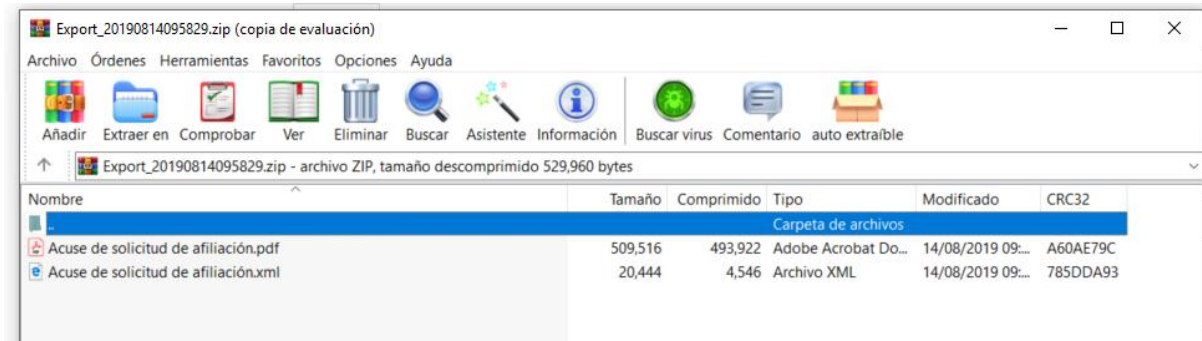 Export_20190814095829.zip (copia de evaluación)
Archivo Órdenes Herramientas Favoritos Opciones Ayuda
Añadir Extraer en Comprobar Ver Eliminar Buscar Asistente Información Buscar virus Comentario auto extraíble
Export_20190814095829.zip - archivo ZIP, tamaño descomprimido 529,960 bytes
Nombre Tamaño Comprimido Tipo Modificado CRC32
.. Carpeta de archivos
Acuse de solicitud de afiliación.pdf 509,516 493,922 Adobe Acrobat Do... 14/08/2019 09:... A60AE79C
Acuse de solicitud de afiliación.xml 20,444 4,546 Archivo XML 14/08/2019 09:... 785DDA93